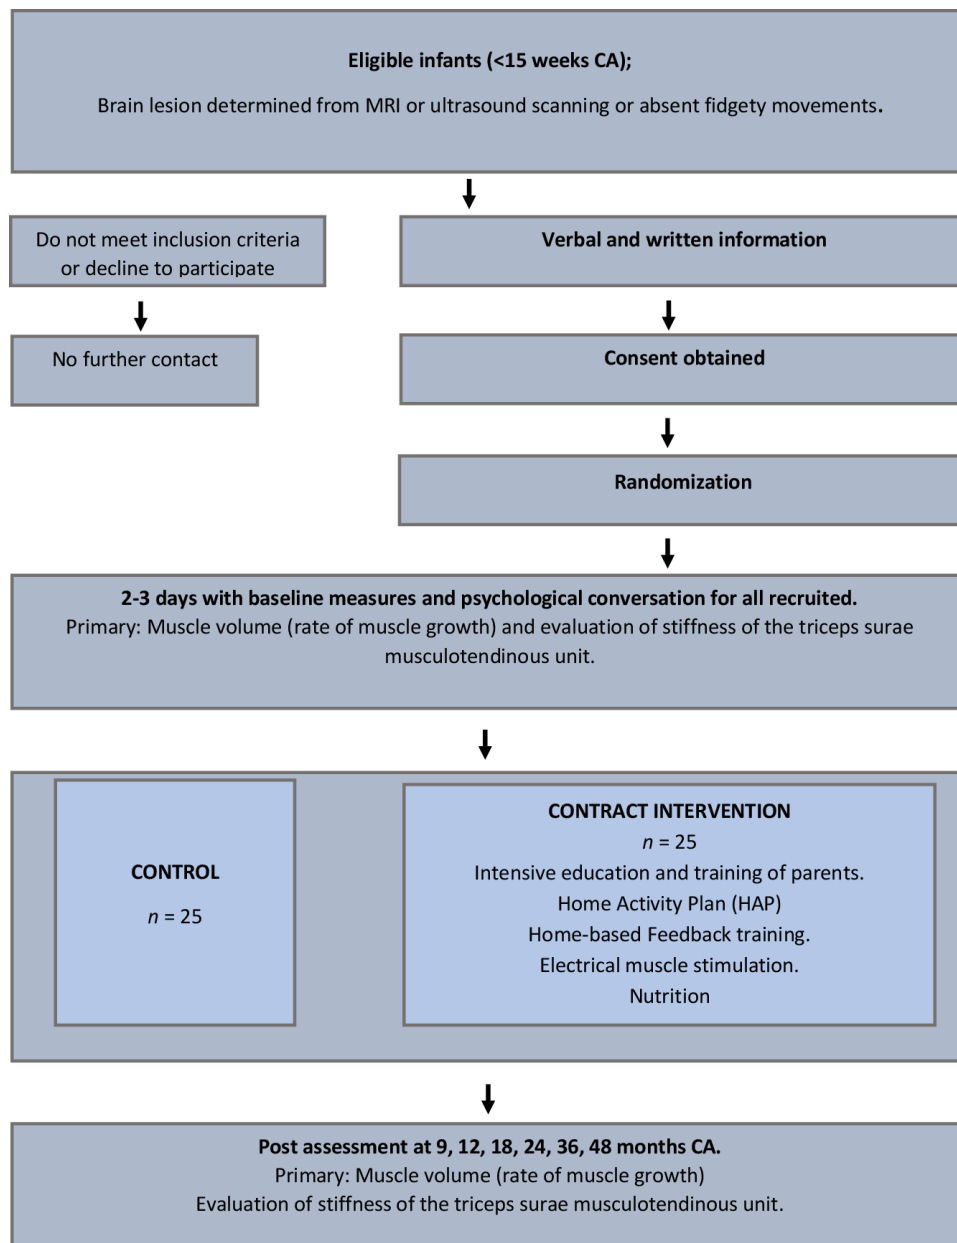 Eligible infants (<15 weeks CA);
Brain lesion determined from MRI or ultrasound scanning or absent fidgety movements.
Do not meet inclusion criteria
or decline to participate
Verbal and written information
No further contact
Consent obtained
Randomization
2-3 days with baseline measures and psychological conversation for all recruited.
Primary: Muscle volume (rate of muscle growth) and evaluation of stiffness of the triceps surae
musculotendinous unit.
CONTROL
n = 25
CONTRACT INTERVENTION
n = 25
Intensive education and training of parents.
Home Activity Plan (HAP)
Home-based Feedback training.
Electrical muscle stimulation.
Nutrition
Post assessment at 9, 12, 18, 24, 36, 48 months CA.
Primary: Muscle volume (rate of muscle growth)
Evaluation of stiffness of the triceps surae musculotendinous unit.